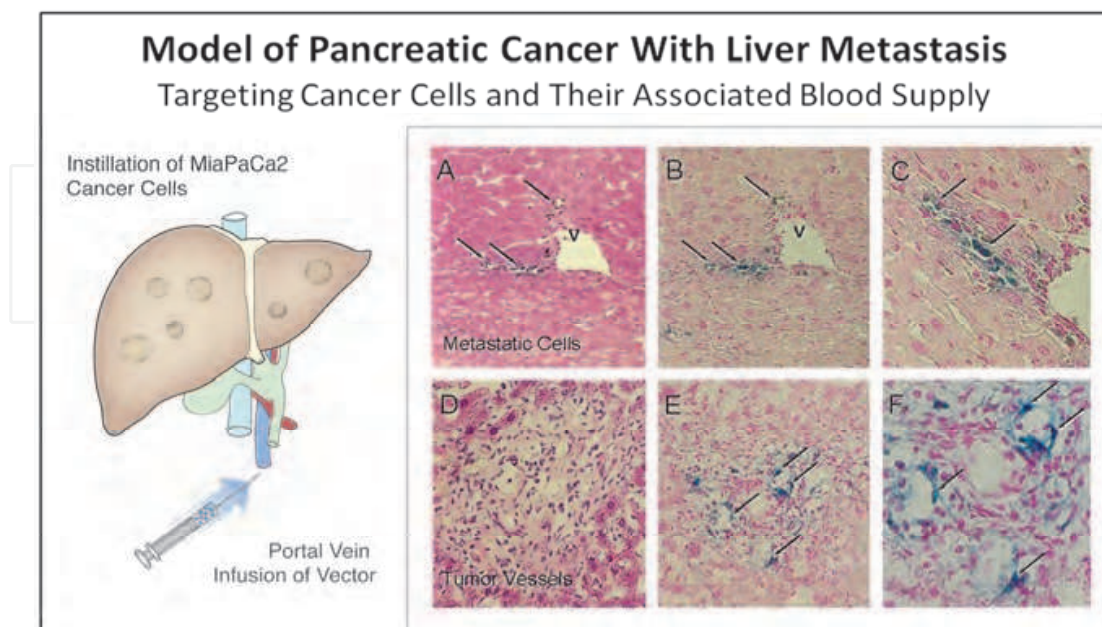 Model of Pancreatic Cancer With Liver Metastasis
Targeting Cancer Cells and Their Associated Blood Supply
Instillation of MiaPaCa2
Cancer Cells
Portal Vein
Infusion of Vector
A
V
Metastatic Cells
B
V
C
D
Tumor Vessels
E
F